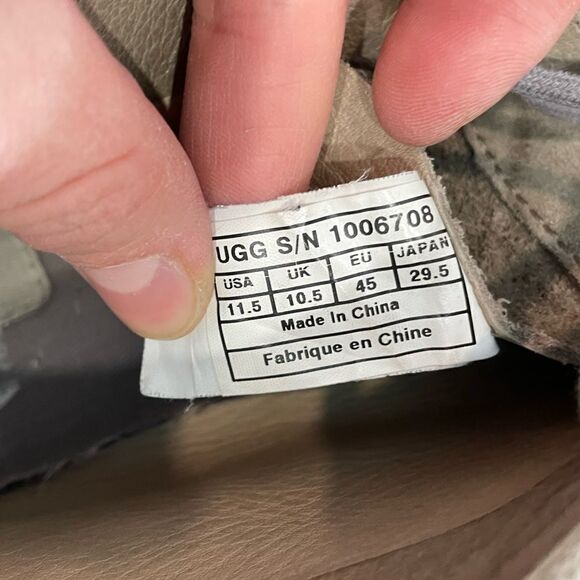 UGG S/N 1006708
USA UK EU JAPAN
11.5 10.5 45 29.5
Made In China
Fabrique en Chine